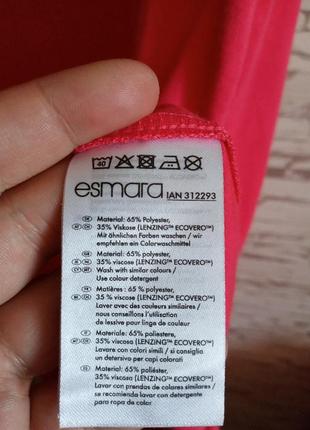 40
esmara IAN 312293
Material: 65% Polyester,
35% Viskose (LENZING™ ECOVERO™)
Mit ähnlichen Farben waschen / wir
empfehlen ein Colorwaschmittel
Material: 65% polyester,
35% viscose (LENZING™ ECOVERO™)
Wash with similar colours /
Use colour detergent
Matières : 65 % polyester,
35 % viscose (LENZING™ ECOVERO™)
Laver avec des couleurs similaires /
nous conseillons l'utilisation
de lessive pour linge de couleur
Materiale: 65% poliestere,
35% viscosa (LENZING™ ECOVERO™)
Lavare con colori simili / si consiglia
un detersivo per capi colorati
Material: 65% poliéster,
35% viscosa (LENZING™ ECOVERO™)
Lavar con prendas de colores similares /
se recomienda lavar con detergente
para ropa de color